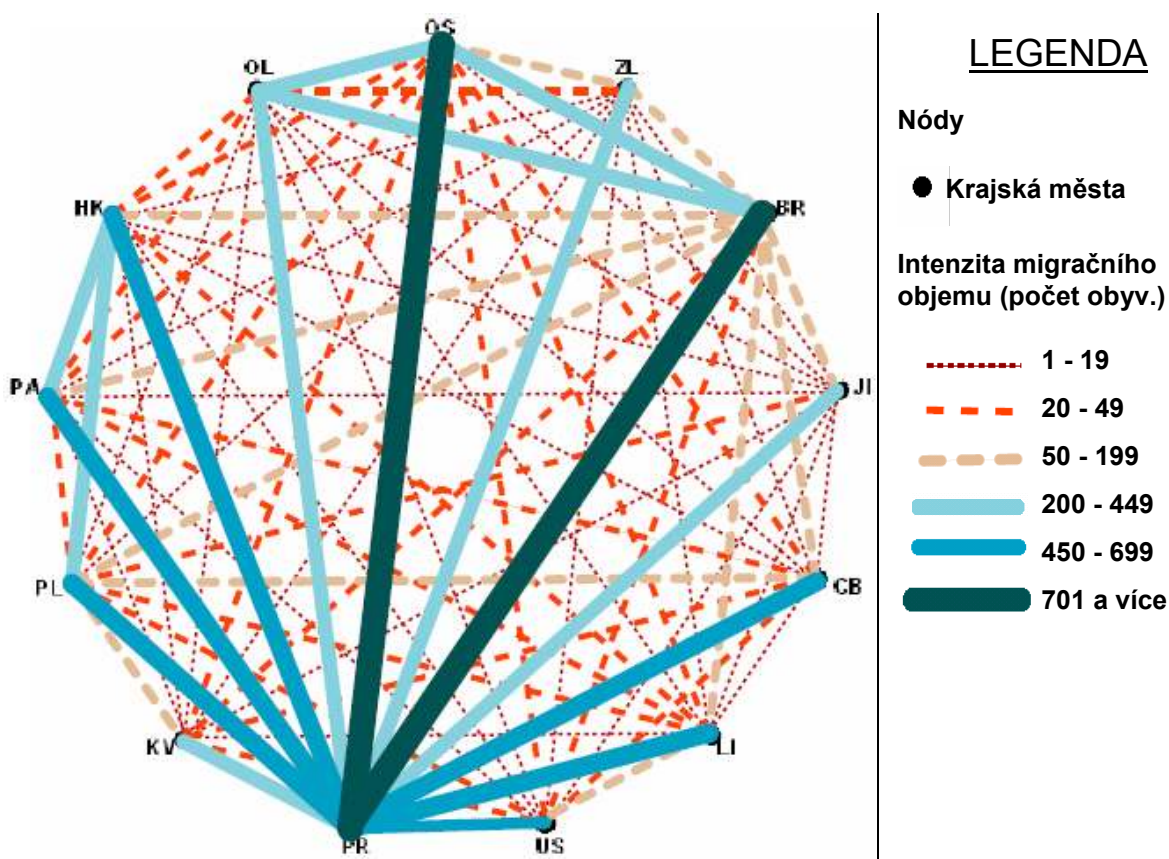 OS
OL
ZL
HK
BR
PA
JI
PL
CB
KV
LI
PR
US
LEGENDA
Nódy
Krajská města
Intenzita migračního
objemu (počet obyv.)
1 - 19
20 - 49
50 - 199
200 - 449
450 - 699
701 a více